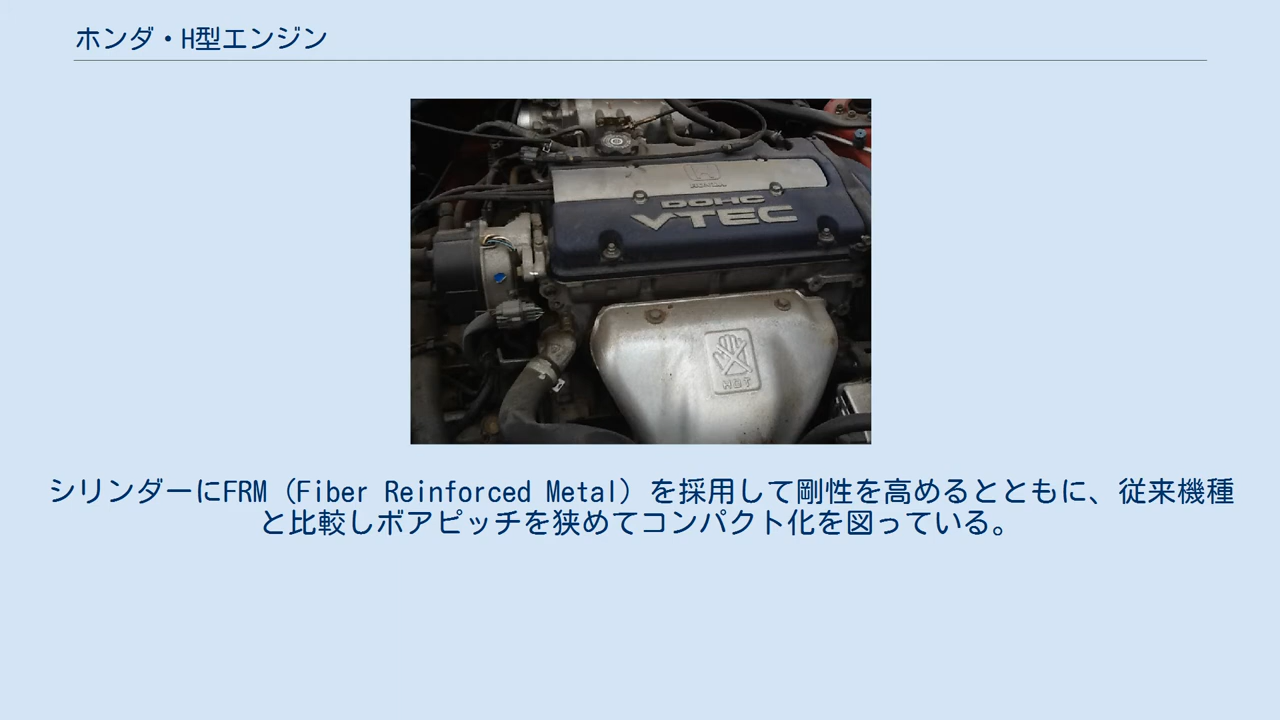 ホンダ・H型エンジン
HONDA
DOHC
VTEC
HOT
シリンダーにFRM（Fiber Reinforced Metal）を採用して剛性を高めるとともに、従来機種
と比較しボアピッチを狭めてコンパクト化を図っている。